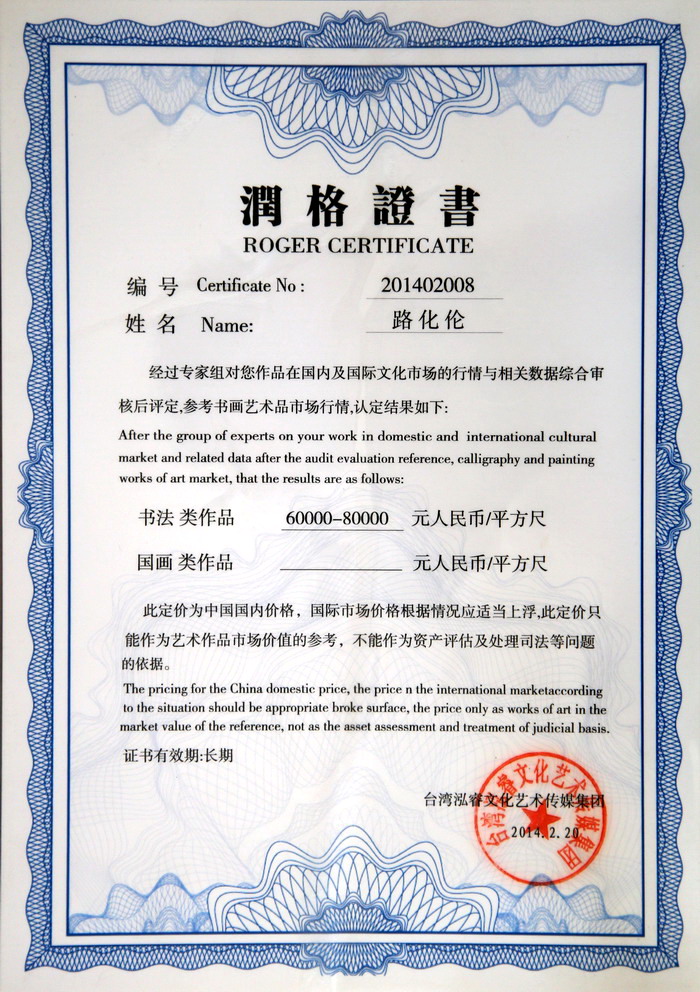 潤格證書
ROGER CERTIFICATE
编 号 Certificate No : 201402008
姓 名 Name: 路化伦
经过专家组对您作品在国内及国际文化市场的行情与相关数据综合审
核后评定,参考书画艺术品市场行情,认定结果如下:
After the group of experts on your work in domestic and international cultural
market and related data after the audit evaluation reference, calligraphy and painting
works of art market, that the results are as follows:
书法 类作品 60000-80000 元人民币/平方尺
国画 类作品 元人民币/平方尺
此定价为中国国内价格，国际市场价格根据情况应适当上浮,此定价只
能作为艺术作品市场价值的参考，不能作为资产评估及处理司法等问题
的依据。
The pricing for the China domestic price, the price n the international marketaccording
to the situation should be appropriate broke surface, the price only as works of art in the
market value of the reference, not as the asset assessment and treatment of judicial basis.
证书有效期:长期
台湾泓睿文化艺术传媒集团
2014.2.20
台湾泓睿文化艺术传媒集团